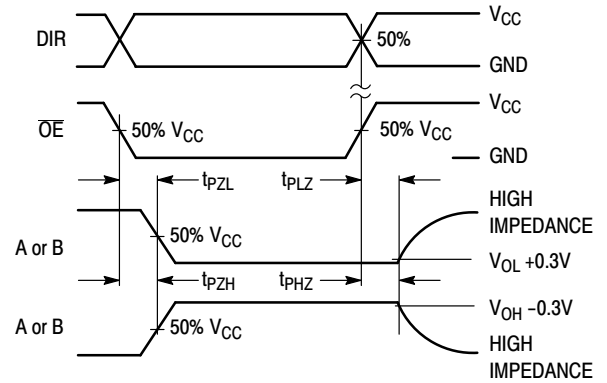 DIR
V_CC
50%
GND
OE
50% V_CC
50% V_CC
V_CC
GND
t_PZL
t_PLZ
HIGH
IMPEDANCE
A or B
50% V_CC
V_OL +0.3V
t_PZH
t_PHZ
V_OH −0.3V
A or B
50% V_CC
HIGH
IMPEDANCE